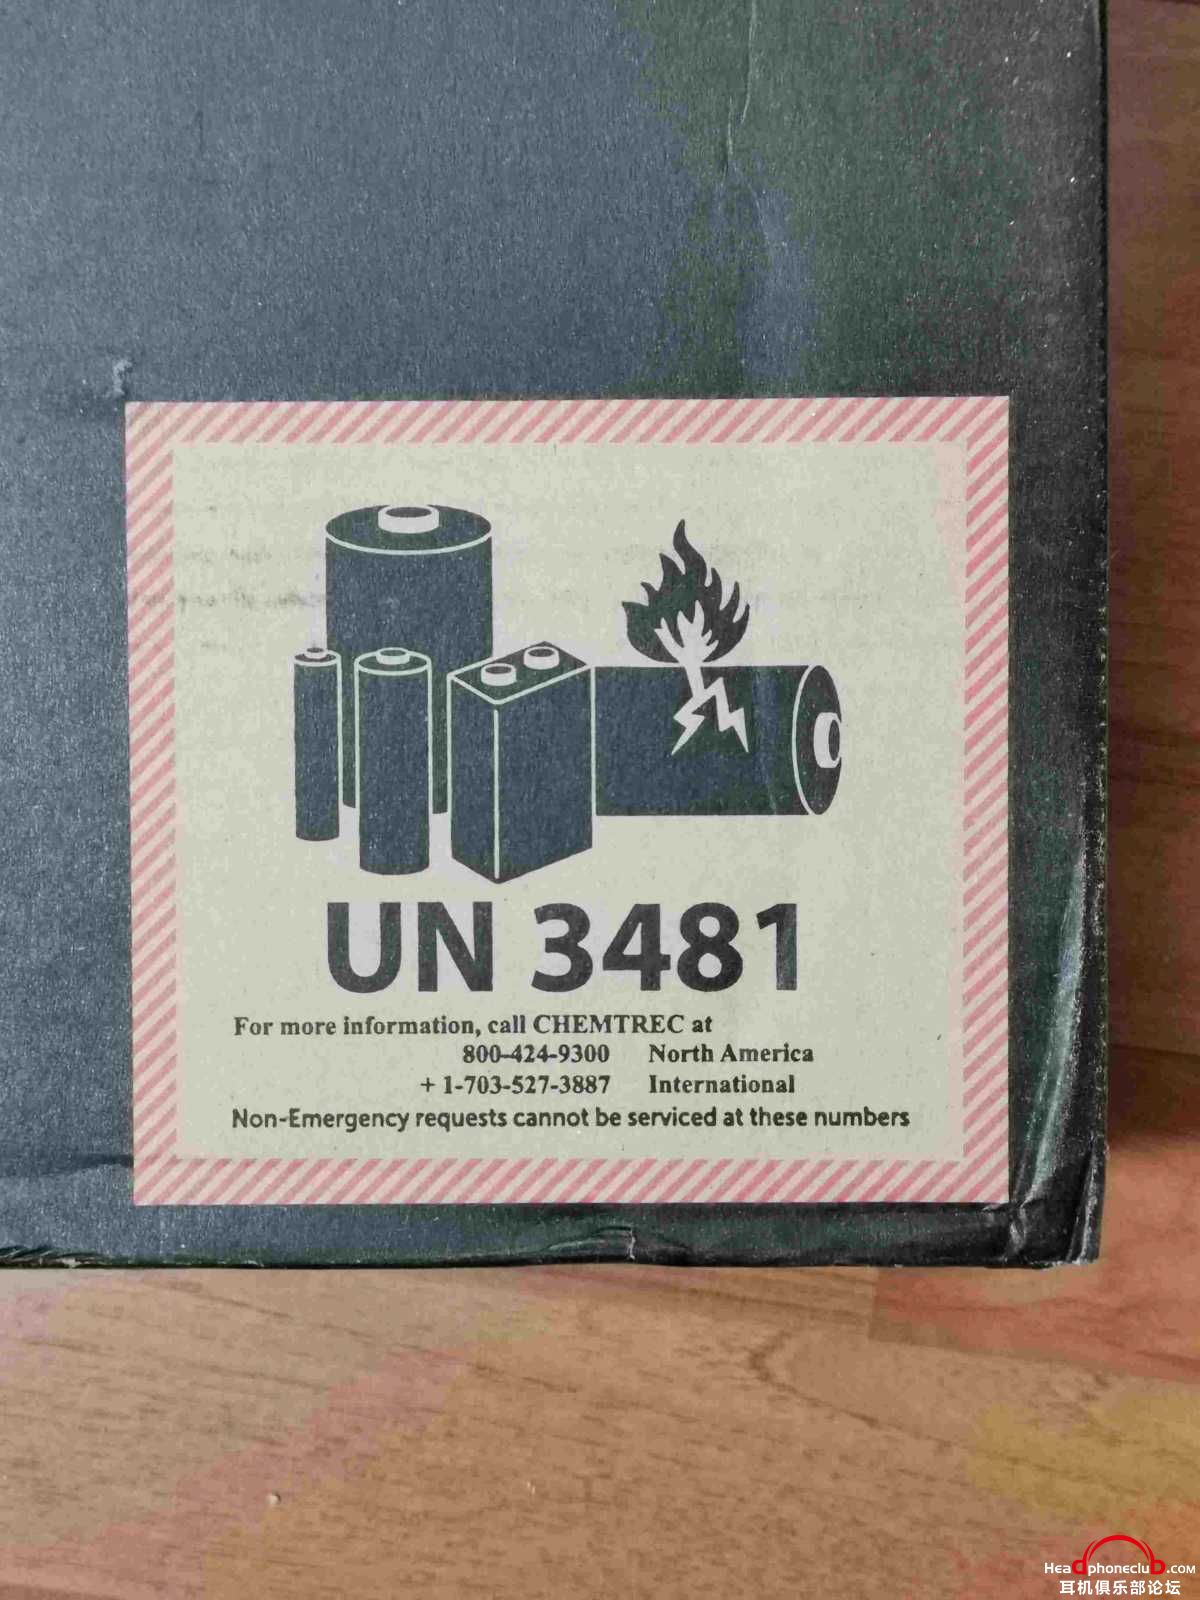 UN 3481
For more information, call CHEMTREC at
800-424-9300 North America
+ 1-703-527-3887 International
Non-Emergency requests cannot be serviced at these numbers
Headphoneclub.com
耳机俱乐部论坛